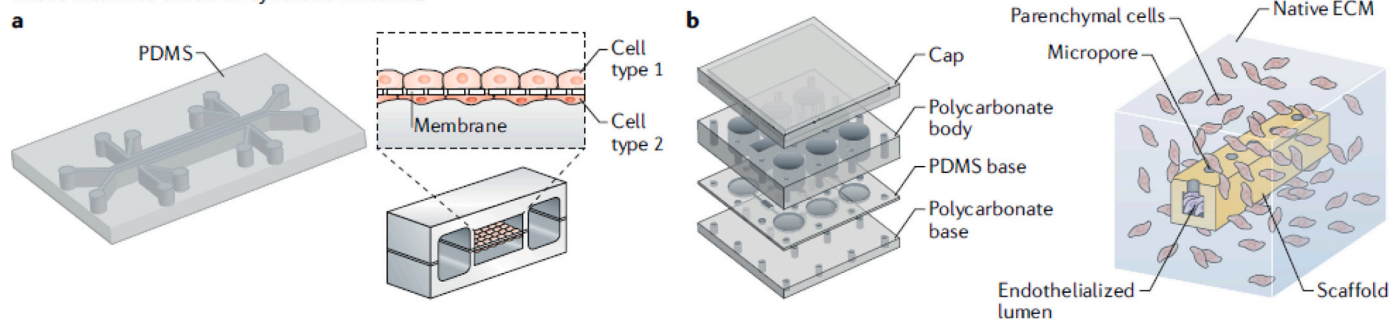 a
PDMS
Cell
type 1
Membrane
Cell
type 2
b
Cap
Polycarbonate
body
PDMS base
Polycarbonate
base
Parenchymal cells
Micropore
Native ECM
Endothelialized
lumen
Scaffold